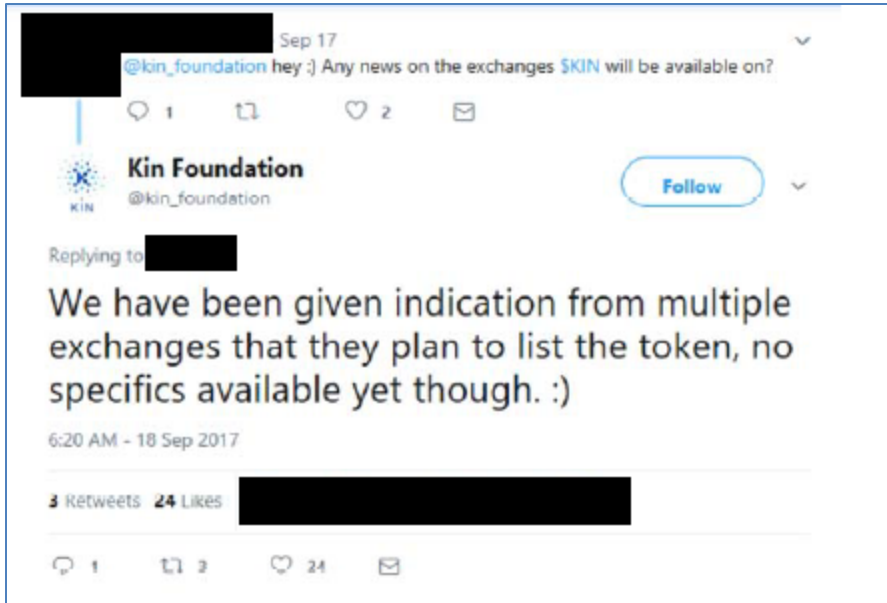 Sep 17
@kin_foundation hey :) Any news on the exchanges $KIN will be available on?
1 2
Kin Foundation
@kin_foundation
Follow
KIN
Replying to
We have been given indication from multiple
exchanges that they plan to list the token, no
specifics available yet though. :)
6:20 AM - 18 Sep 2017
3 Retweets 24 Likes
1 3 24